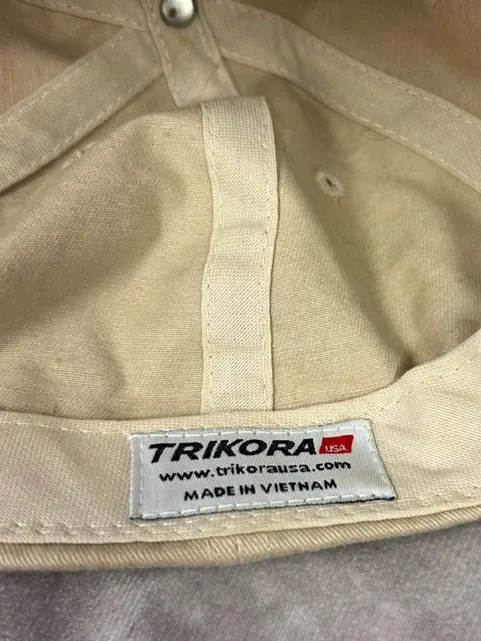 TRIKORA USA
www.trikorausa.com
MADE IN VIETNAM